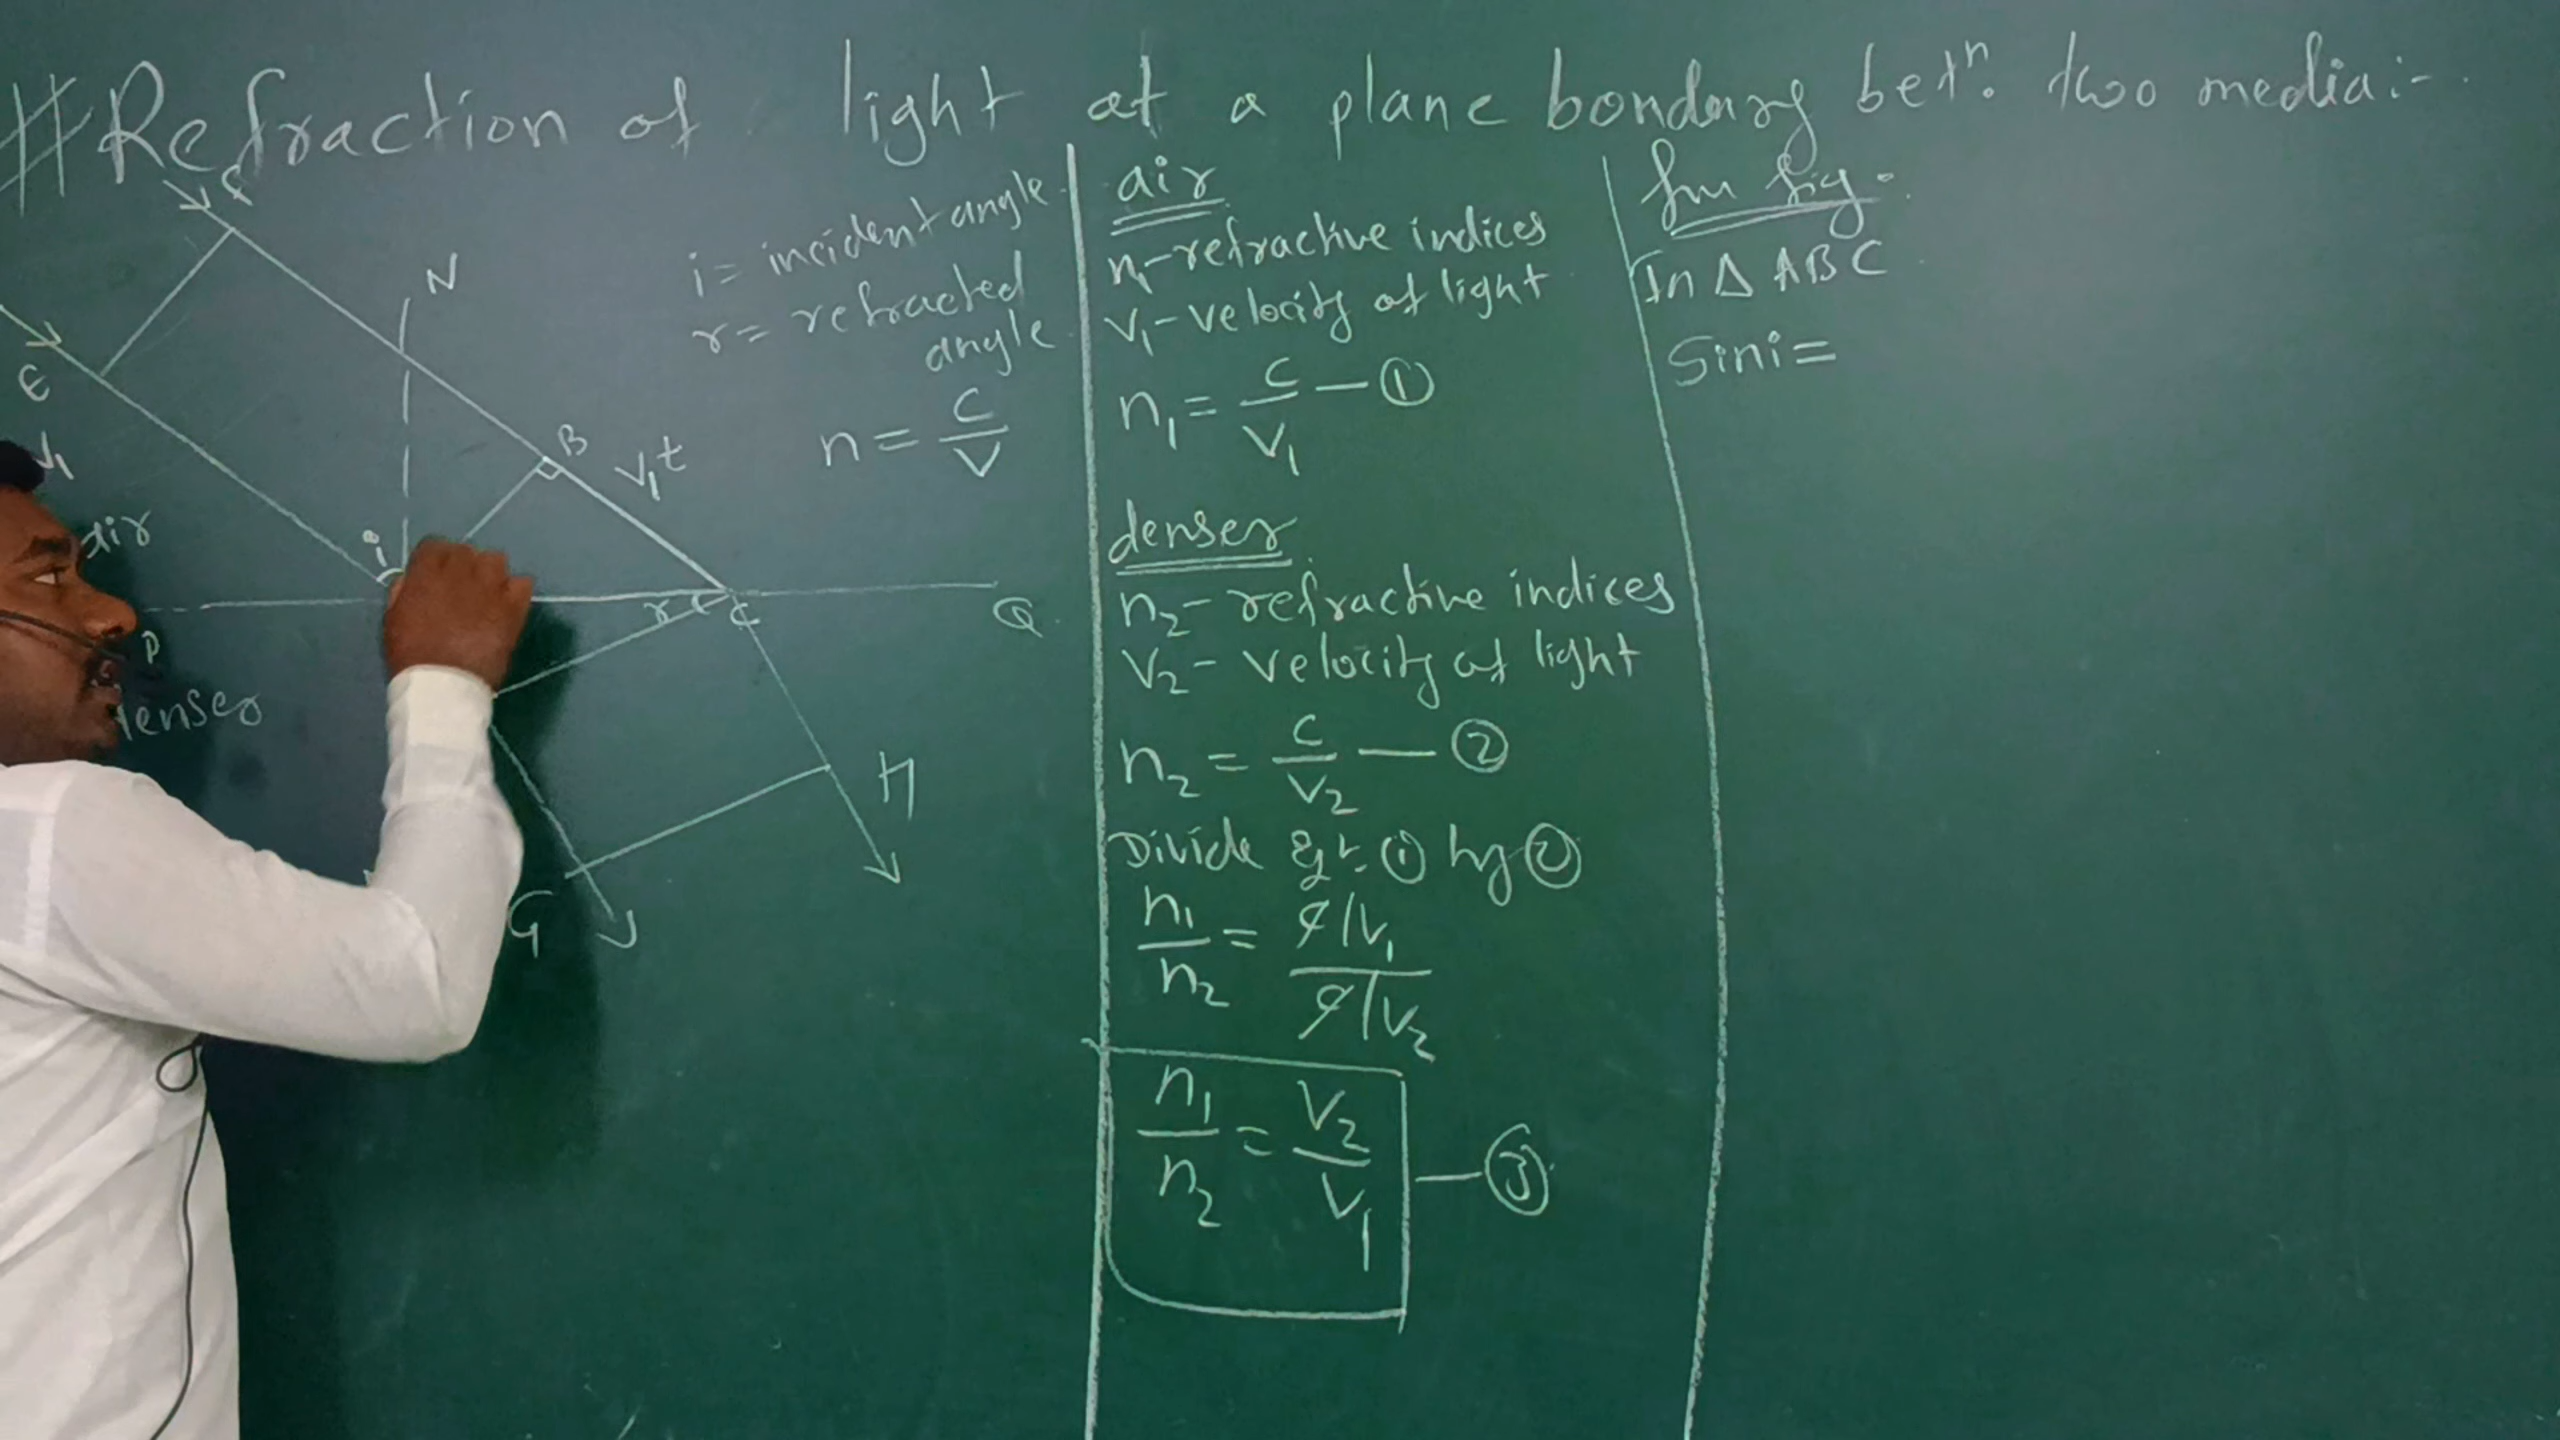 # Refraction of light at a plane bondary betn. two media:-
F
N
E
V₁
i
B
V₁t
air
P
r
C
Q
denser
H
G
i = incident angle
r = refracted
angle
n = C/V
air
n₁-refractive indices
V₁-velocity of light
n₁ = C/V₁ — ①
denser
n₂- refractive indices
V₂- velocity of light
n₂ = C/V₂ — ②
Divide eqn. ① by ②
n₁/n₂ = C/V₁ / C/V₂
n₁/n₂ = V₂/V₁ — ③
fm fig.
In Δ ABC
Sini =